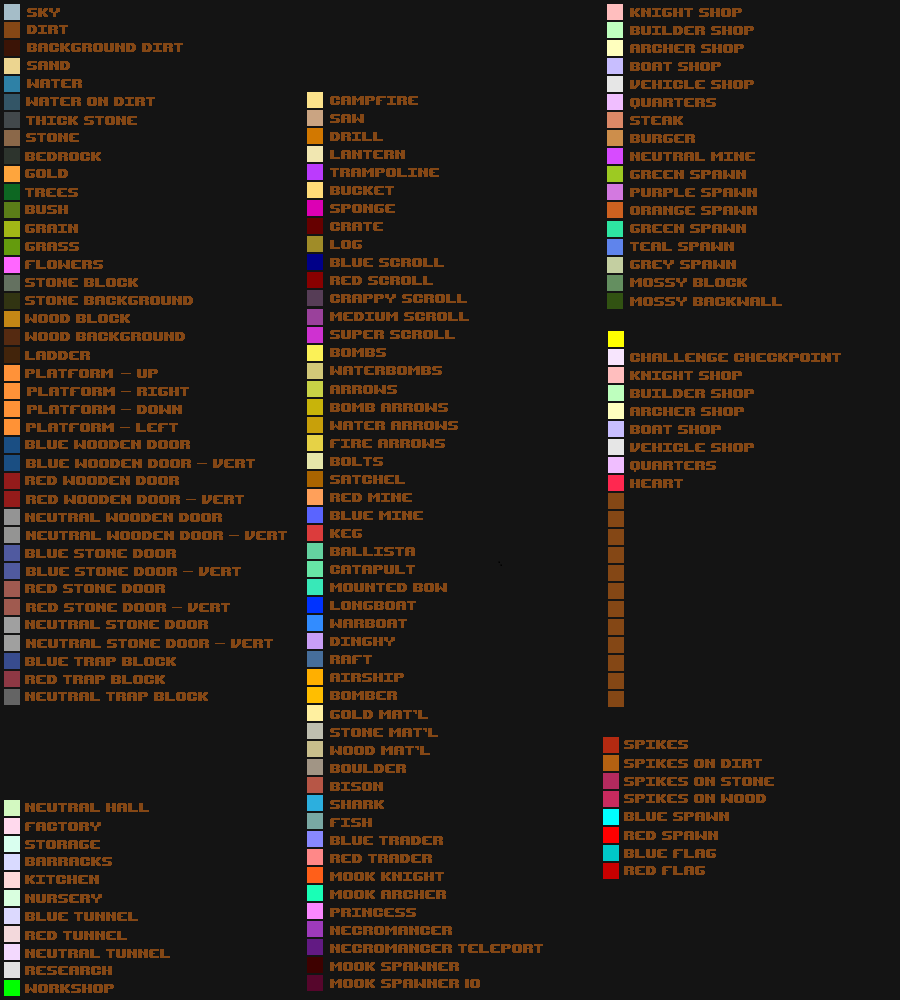 SKY
DIRT
BACKGROUND DIRT
SAND
WATER
WATER ON DIRT
THICK STONE
STONE
BEDROCK
GOLD
TREES
BUSH
GRAIN
GRASS
FLOWERS
STONE BLOCK
STONE BACKGROUND
WOOD BLOCK
WOOD BACKGROUND
LADDER
PLATFORM - UP
PLATFORM - RIGHT
PLATFORM - DOWN
PLATFORM - LEFT
BLUE WOODEN DOOR
BLUE WOODEN DOOR - VERT
RED WOODEN DOOR
RED WOODEN DOOR - VERT
NEUTRAL WOODEN DOOR
NEUTRAL WOODEN DOOR - VERT
BLUE STONE DOOR
BLUE STONE DOOR - VERT
RED STONE DOOR
RED STONE DOOR - VERT
NEUTRAL STONE DOOR
NEUTRAL STONE DOOR - VERT
BLUE TRAP BLOCK
RED TRAP BLOCK
NEUTRAL TRAP BLOCK
NEUTRAL HALL
FACTORY
STORAGE
BARRACKS
KITCHEN
NURSERY
BLUE TUNNEL
RED TUNNEL
NEUTRAL TUNNEL
RESEARCH
WORKSHOP
CAMPFIRE
SAW
DRILL
LANTERN
TRAMPOLINE
BUCKET
SPONGE
CRATE
LOG
BLUE SCROLL
RED SCROLL
CRAPPY SCROLL
MEDIUM SCROLL
SUPER SCROLL
BOMBS
WATERBOMBS
ARROWS
BOMB ARROWS
WATER ARROWS
FIRE ARROWS
BOLTS
SATCHEL
RED MINE
BLUE MINE
KEG
BALLISTA
CATAPULT
MOUNTED BOW
LONGBOAT
WARBOAT
DINGHY
RAFT
AIRSHIP
BOMBER
GOLD MAT'L
STONE MAT'L
WOOD MAT'L
BOULDER
BISON
SHARK
FISH
BLUE TRADER
RED TRADER
MOOK KNIGHT
MOOK ARCHER
PRINCESS
NECROMANCER
NECROMANCER TELEPORT
MOOK SPAWNER
MOOK SPAWNER 10
KNIGHT SHOP
BUILDER SHOP
ARCHER SHOP
BOAT SHOP
VEHICLE SHOP
QUARTERS
STEAK
BURGER
NEUTRAL MINE
GREEN SPAWN
PURPLE SPAWN
ORANGE SPAWN
GREEN SPAWN
TEAL SPAWN
GREY SPAWN
MOSSY BLOCK
MOSSY BACKWALL
CHALLENGE CHECKPOINT
KNIGHT SHOP
BUILDER SHOP
ARCHER SHOP
BOAT SHOP
VEHICLE SHOP
QUARTERS
HEART
SPIKES
SPIKES ON DIRT
SPIKES ON STONE
SPIKES ON WOOD
BLUE SPAWN
RED SPAWN
BLUE FLAG
RED FLAG